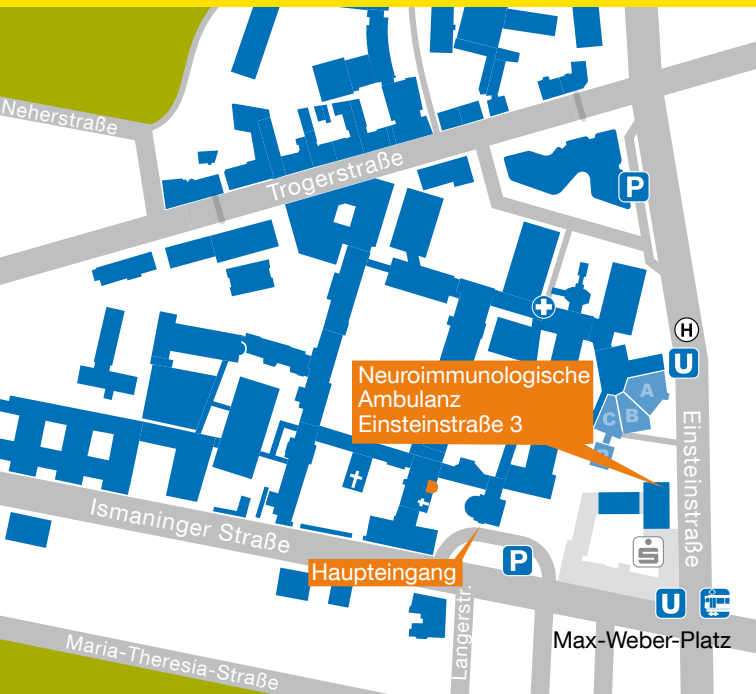 Neherstraße
Trogerstraße
P
H
U
Neuroimmunologische
Ambulanz
Einsteinstraße 3
A
B
C
D
Einsteinstraße
Ismaninger Straße
S
Haupteingang
P
Langerstr.
U
Max-Weber-Platz
Maria-Theresia-Straße